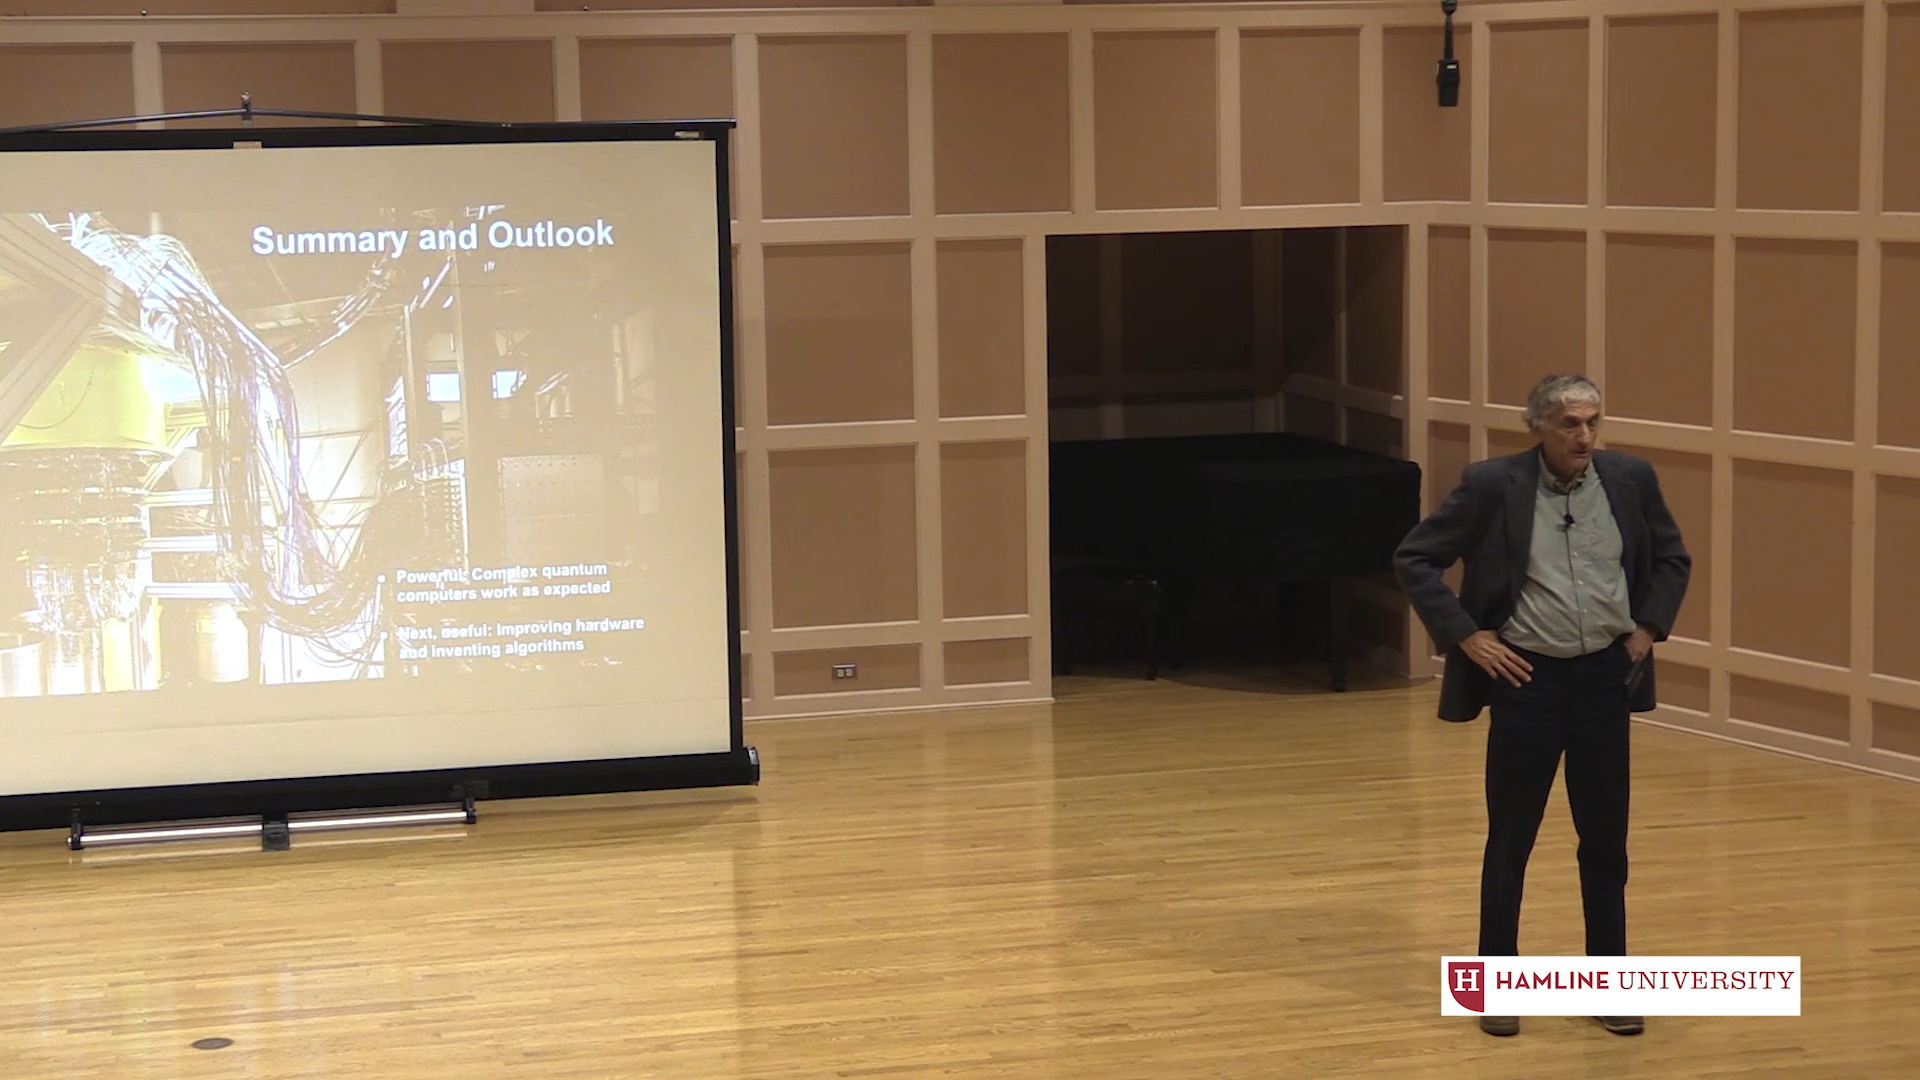 Summary and Outlook
Powerful: Complex quantum
computers work as expected
Next, useful: Improving hardware
and inventing algorithms
H HAMLINE UNIVERSITY